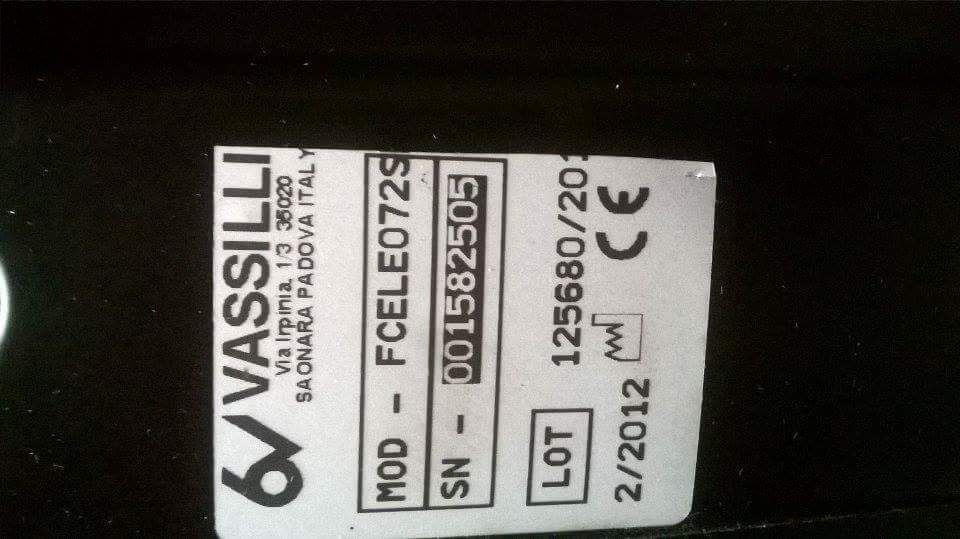 VASSILLI
Via Irpinia, 1/3 35020
SAONARA PADOVA ITALY
MOD - FCELE072S
SN - 001582505
LOT 125680/201
2/2012 CE